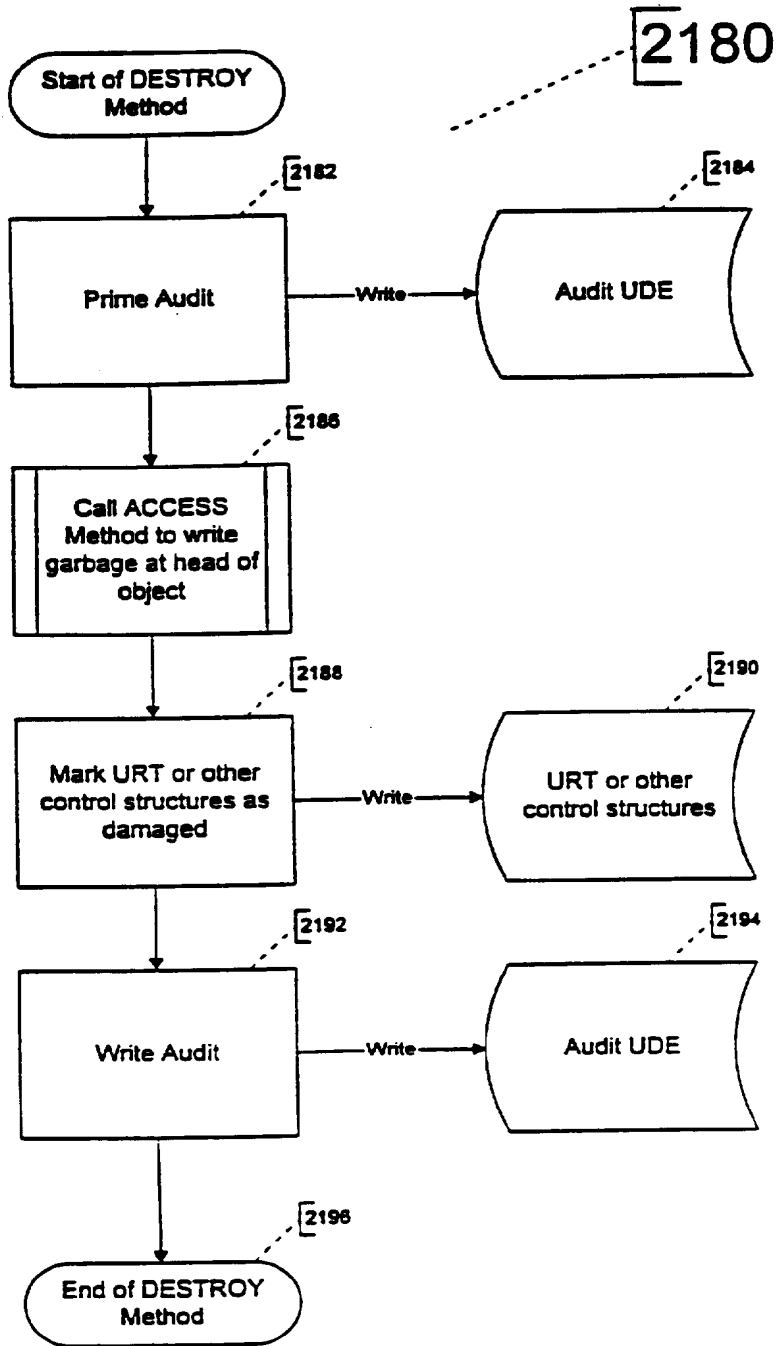 2180
Start of DESTROY
Method
2182
2184
Prime Audit
Write
Audit UDE
2186
Call ACCESS
Method to write
garbage at head of
object
2188
2190
Mark URT or other
control structures as
damaged
Write
URT or other
control structures
2192
2194
Write Audit
Write
Audit UDE
2196
End of DESTROY
Method